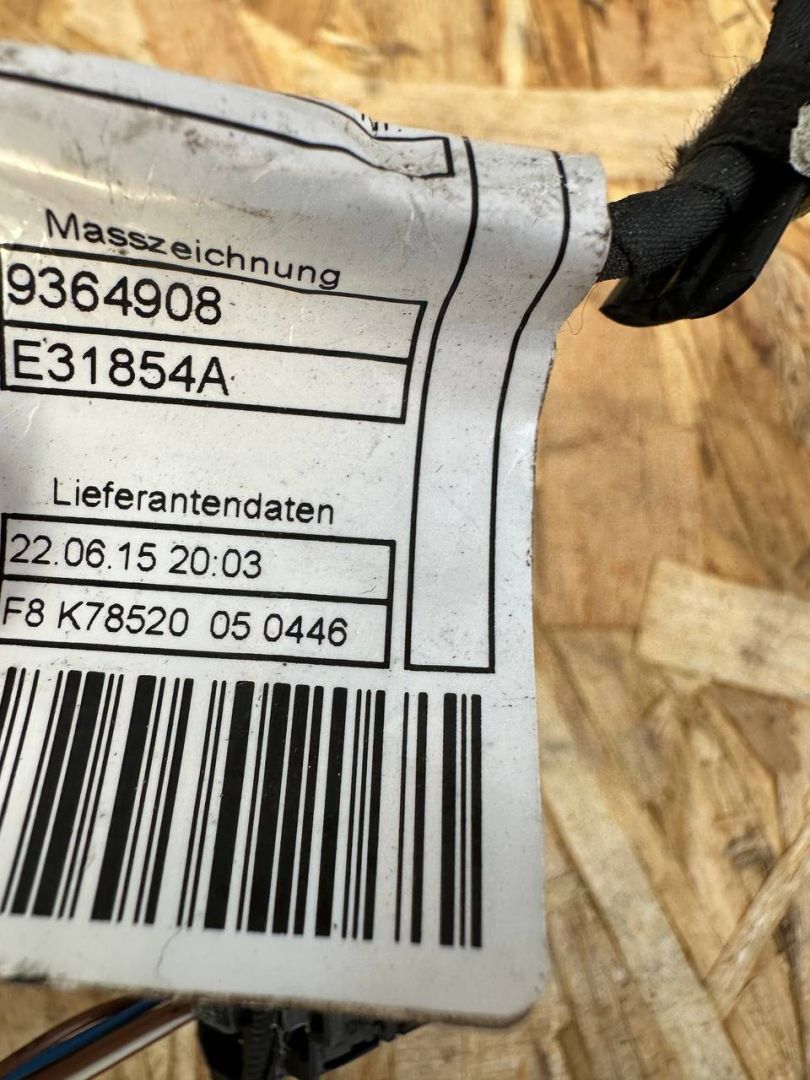 Masszeichnung
9364908
E31854A
Lieferantendaten
22.06.15 20:03
F8 K78520 05 0446